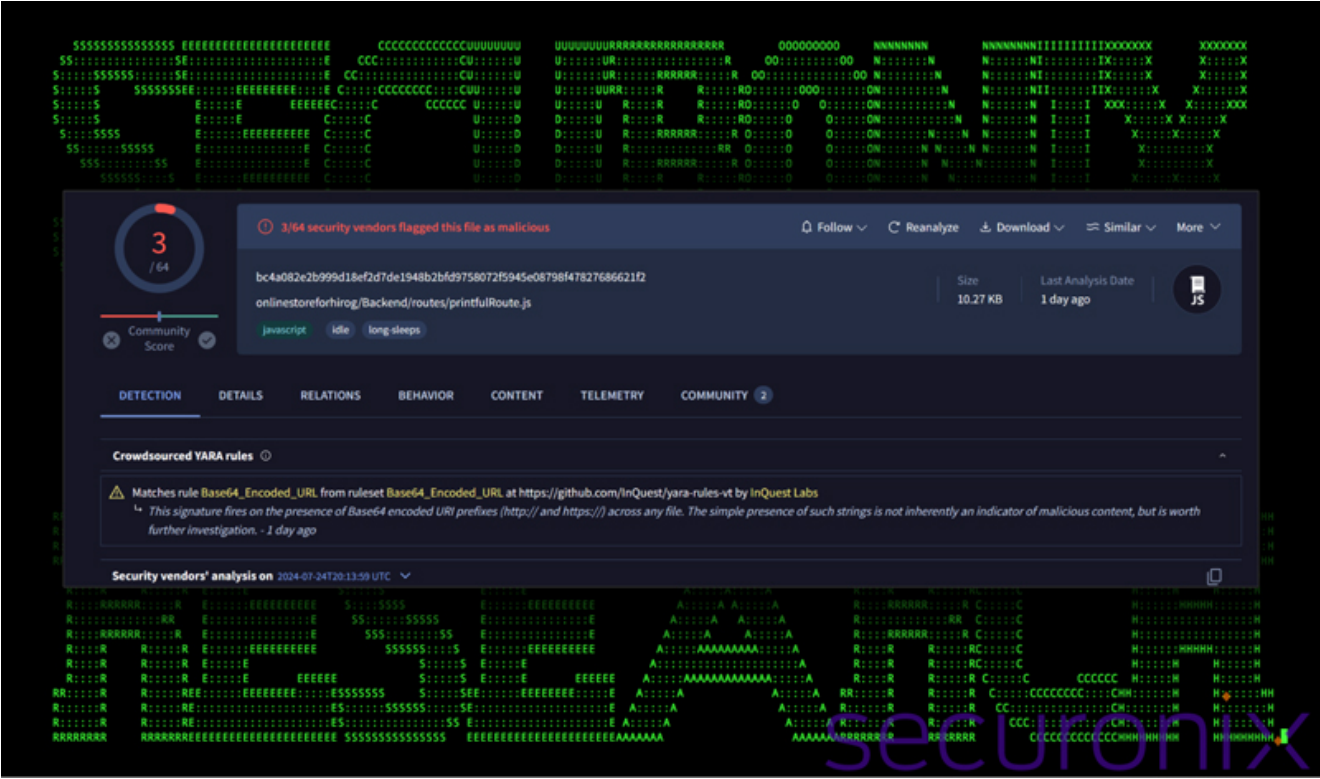 SECURONIX
3
/ 64
Community
Score
3/64 security vendors flagged this file as malicious
Follow
Reanalyze
Download
Similar
More
bc4a082e2b999d18ef2d7de1948b2bfd9758072f5945e08798f47827686621f2
onlinestoreforhirog/Backend/routes/printfulRoute.js
javascript idle long-sleeps
Size
10.27 KB
Last Analysis Date
1 day ago
JS
DETECTION DETAILS RELATIONS BEHAVIOR CONTENT TELEMETRY COMMUNITY 2
Crowdsourced YARA rules
Matches rule Base64_Encoded_URL from ruleset Base64_Encoded_URL at https://github.com/InQuest/yara-rules-vt by InQuest Labs
This signature fires on the presence of Base64 encoded URI prefixes (http:// and https://) across any file. The simple presence of such strings is not inherently an indicator of malicious content, but is worth
further investigation. - 1 day ago
Security vendors' analysis on 2024-07-24T20:13:59 UTC
RESEARCH
securonix